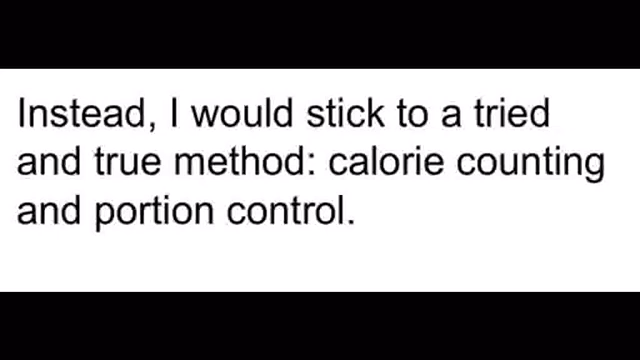 Instead, I would stick to a tried
and true method: calorie counting
and portion control.